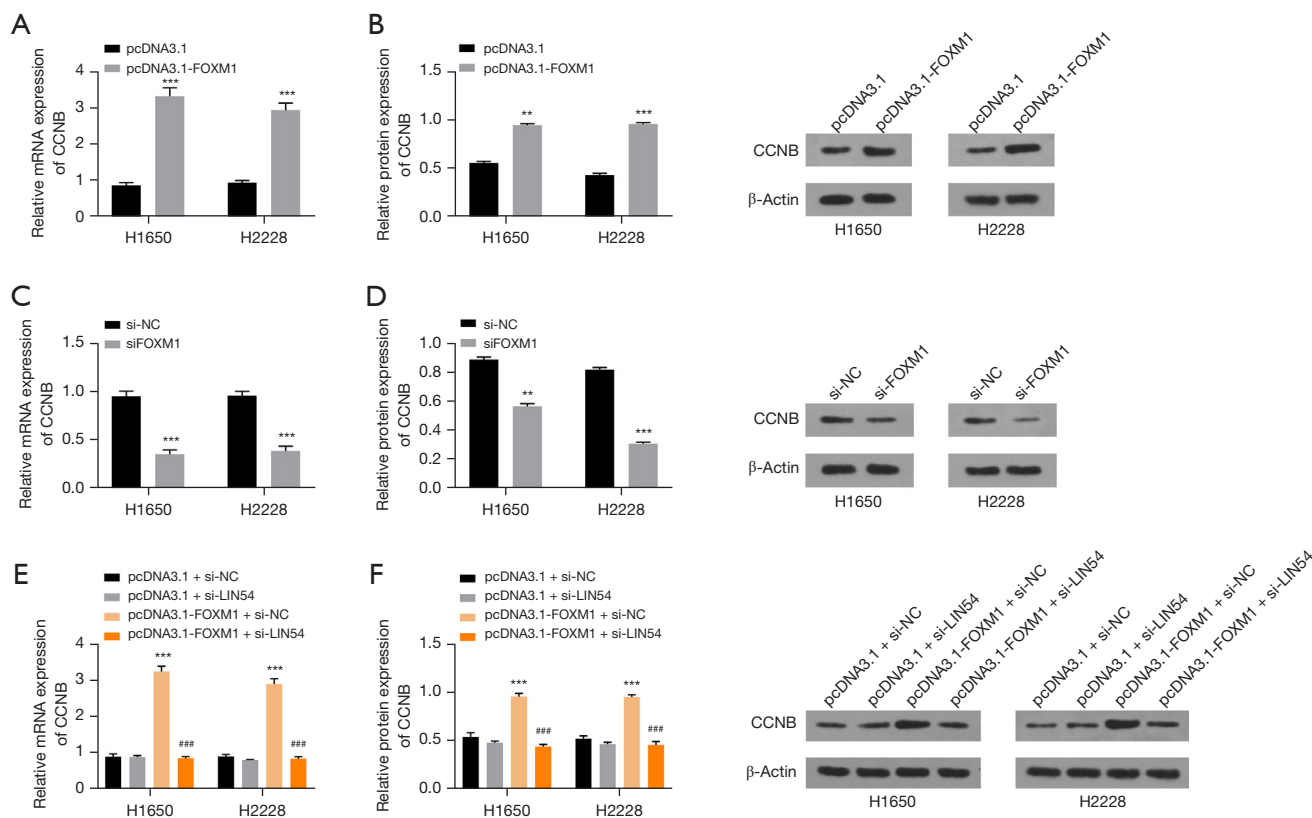 A
pcDNA3.1
pcDNA3.1-FOXM1
Relative mRNA expression
of CCNB
4
3
2
1
0
***
***
H1650
H2228
B
pcDNA3.1
pcDNA3.1-FOXM1
Relative protein expression
of CCNB
1.5
1.0
0.5
0.0
**
***
H1650
H2228
pcDNA3.1
pcDNA3.1-FOXM1
pcDNA3.1
pcDNA3.1-FOXM1
CCNB
β-Actin
H1650
H2228
C
si-NC
siFOXM1
Relative mRNA expression
of CCNB
1.5
1.0
0.5
0.0
***
***
H1650
H2228
D
si-NC
siFOXM1
Relative protein expression
of CCNB
1.0
0.8
0.6
0.4
0.2
0.0
**
***
H1650
H2228
si-NC
si-FOXM1
si-NC
si-FOXM1
CCNB
β-Actin
H1650
H2228
E
pcDNA3.1 + si-NC
pcDNA3.1 + si-LIN54
pcDNA3.1-FOXM1 + si-NC
pcDNA3.1-FOXM1 + si-LIN54
Relative mRNA expression
of CCNB
4
3
2
1
0
***
###
***
###
H1650
H2228
F
pcDNA3.1 + si-NC
pcDNA3.1 + si-LIN54
pcDNA3.1-FOXM1 + si-NC
pcDNA3.1-FOXM1 + si-LIN54
Relative protein expression
of CCNB
1.5
1.0
0.5
0.0
***
###
***
###
H1650
H2228
pcDNA3.1 + si-NC
pcDNA3.1 + si-LIN54
pcDNA3.1-FOXM1 + si-NC
pcDNA3.1-FOXM1 + si-LIN54
pcDNA3.1 + si-NC
pcDNA3.1 + si-LIN54
pcDNA3.1-FOXM1 + si-NC
pcDNA3.1-FOXM1 + si-LIN54
CCNB
β-Actin
H1650
H2228